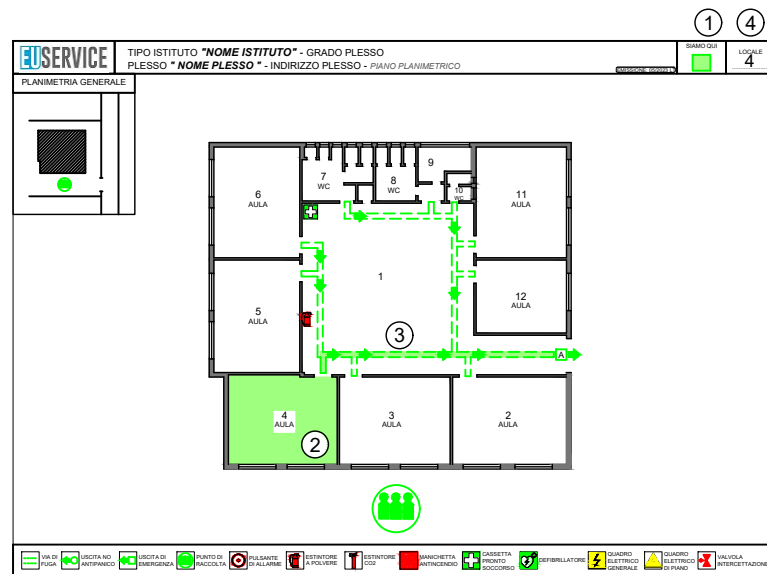 1 4
EUSERVICE
TIPO ISTITUTO "NOME ISTITUTO" - GRADO PLESSO
PLESSO " NOME PLESSO " - INDIRIZZO PLESSO - PIANO PLANIMETRICO
SIAMO QUI
LOCALE
4
PLANIMETRIA GENERALE
7
WC
8
WC
9
10
WC
6
AULA
11
AULA
1
5
AULA
12
AULA
3
A
4
AULA
2
3
AULA
2
AULA
VIA DI
FUGA
USCITA NO
ANTIPANICO
USCITA DI
EMERGENZA
PUNTO DI
RACCOLTA
PULSANTE
DI ALLARME
ESTINTORE
A POLVERE
ESTINTORE
CO2
MANICHETTA
ANTINCENDIO
CASSETTA
PRONTO
SOCCORSO
DEFIBRILLATORE
QUADRO
ELETTRICO
GENERALE
QUADRO
ELETTRICO
DI PIANO
VALVOLA
INTERCETTAZIONE